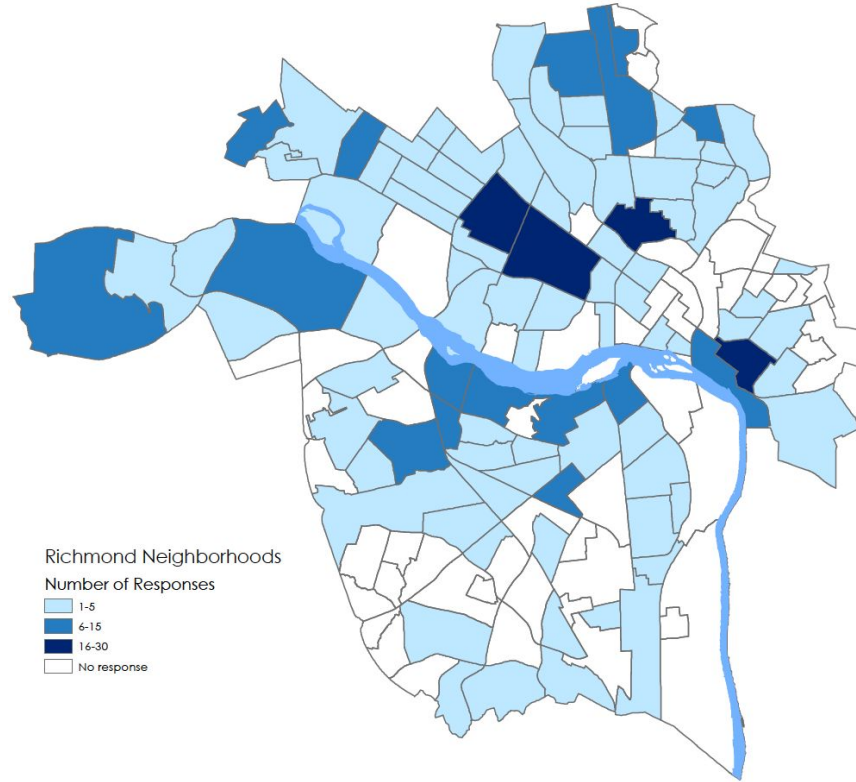 Richmond Neighborhoods
Number of Responses
1-5
6-15
16-30
No response